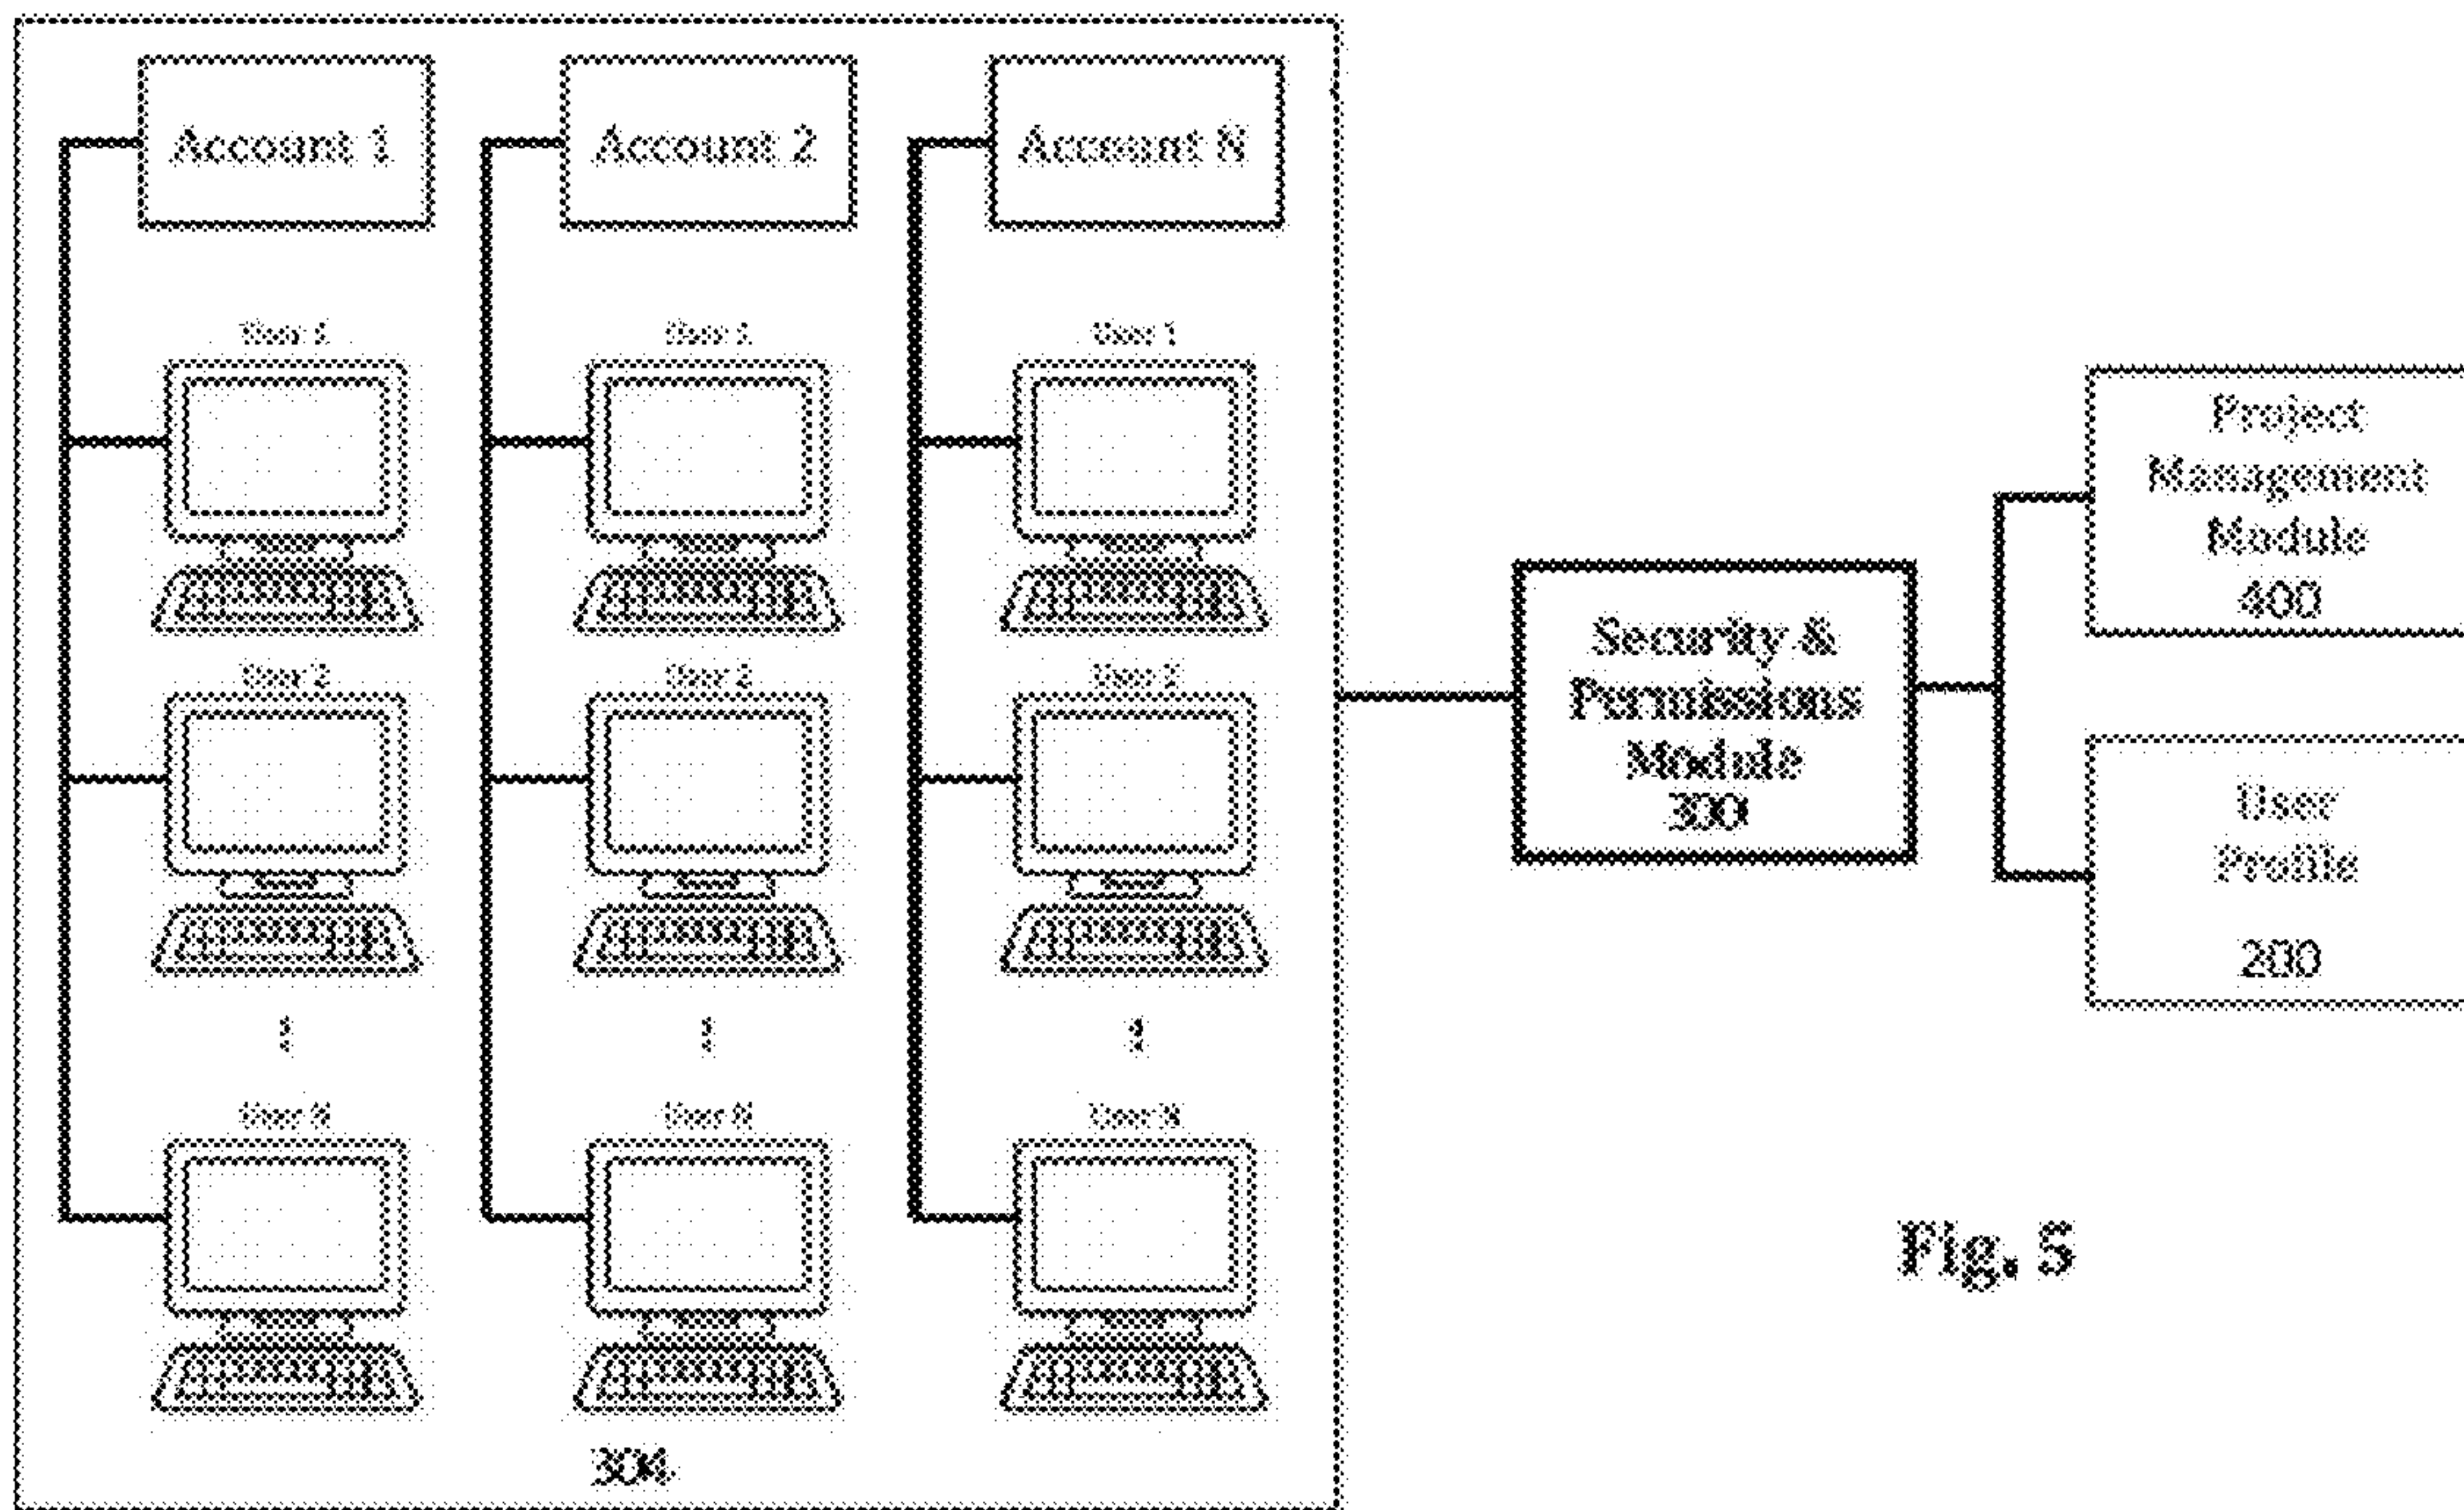 Account 1
Account 2
Account N
User 1
User 1
User 1
User 2
User 2
User 2
User N
User N
User N
304
Security &
Permissions
Module
300
Project
Management
Module
400
User
Profile
200
Fig. 5